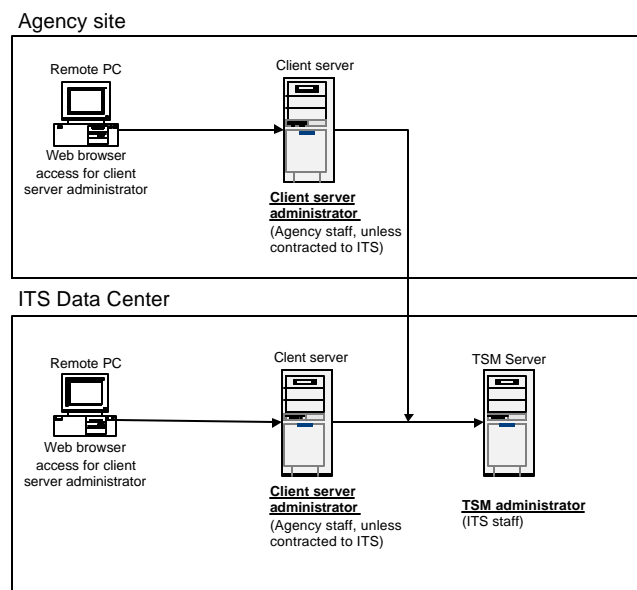 Agency site
Remote PC
Client server
Web browser
access for client
server administrator
Client server
administrator
(Agency staff, unless
contracted to ITS)
ITS Data Center
Remote PC
Clent server
TSM Server
Web browser
access for client
server administrator
Client server
administrator
(Agency staff, unless
contracted to ITS)
TSM administrator
(ITS staff)